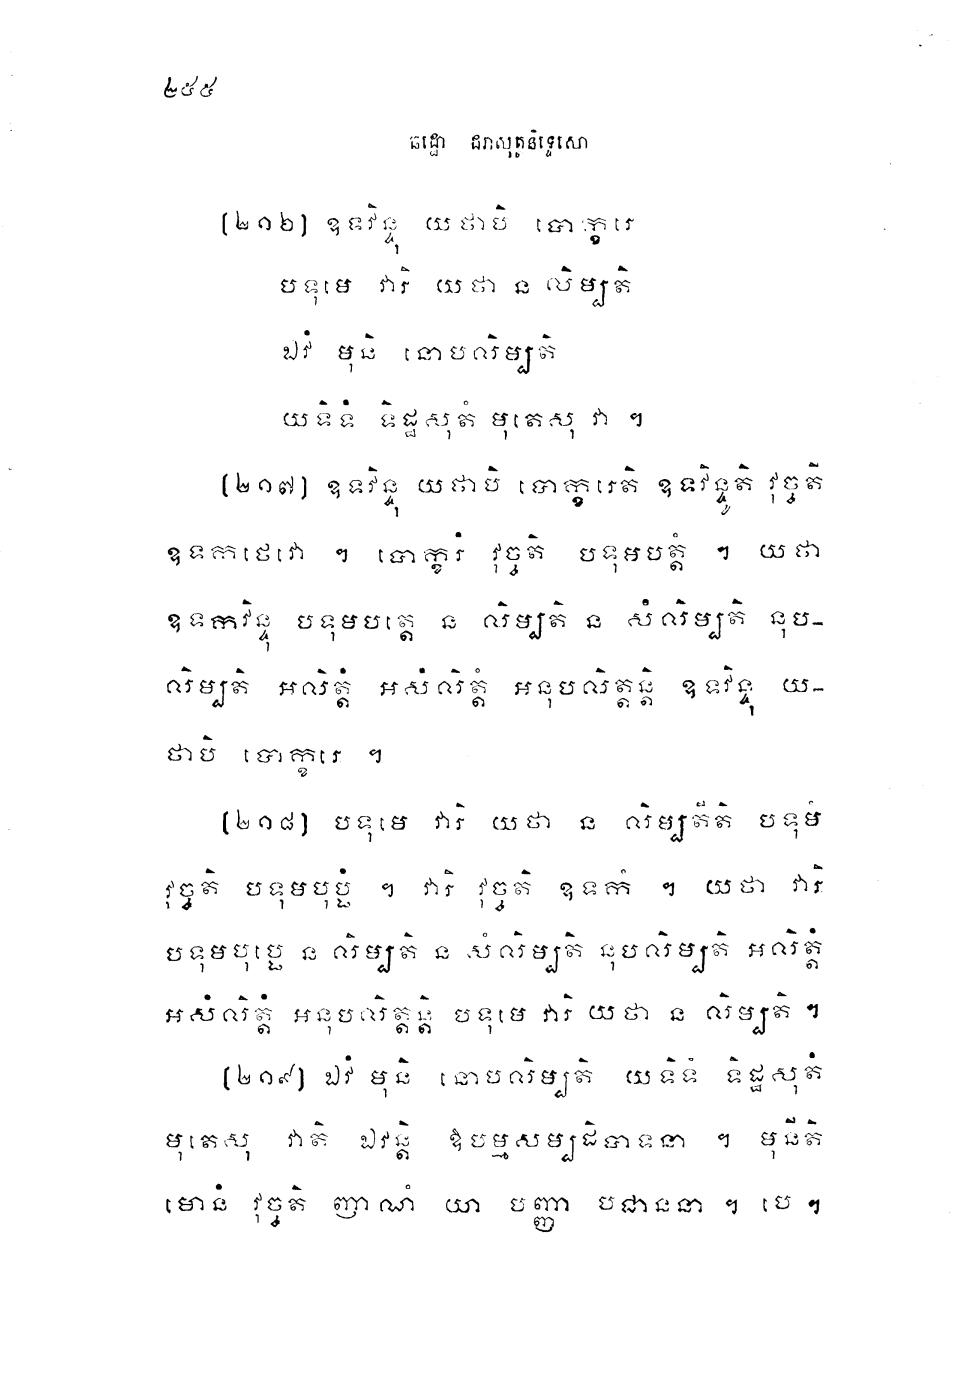 ២៤៥
ឆដ្ឋោ ជរាសុត្តនិទ្ទេសោ
(២១៦) ឧទវិន្ទុ យថាបិ បោក្ខរេ
បទុមេ វារិ យថា ន លិម្បតិ
ឯវំ មុនិ នោបលិម្បតិ
យទិទំ ទិដ្ឋសុតំ មុតេសុ វា ។
(២១៧) ឧទវិន្ទុ យថាបិ បោក្ខរេតិ ឧទវិន្ទូតិ វុច្ចតិ
ឧទកថេវោ ។ បោក្ខរំ វុច្ចតិ បទុមបត្តំ ។ យថា
ឧទកវិន្ទុ បទុមបត្តេ ន លិម្បតិ ន សំលិម្បតិ នុប-
លិម្បតិ អលិត្តំ អសំលិត្តំ អនុបលិត្តន្តិ ឧទវិន្ទុ យ-
ថាបិ បោក្ខរេ ។
(២១៨) បទុមេ វារិ យថា ន លិម្បតីតិ បទុមំ
វុច្ចតិ បទុមបុប្ផំ ។ វារិ វុច្ចតិ ឧទកំ ។ យថា វារិ
បទុមបុប្ផេ ន លិម្បតិ ន សំលិម្បតិ នុបលិម្បតិ អលិត្តំ
អសំលិត្តំ អនុបលិត្តន្តិ បទុមេ វារិ យថា ន លិម្បតិ ។
(២១៩) ឯវំ មុនិ នោបលិម្បតិ យទិទំ ទិដ្ឋសុតំ
មុតេសុ វាតិ ឯវន្តិ ឱបម្មសម្បដិបាទនា ។ មុនីតិ
មោនំ វុច្ចតិ ញាណំ យា បញ្ញា បជាននា ។ បេ ។